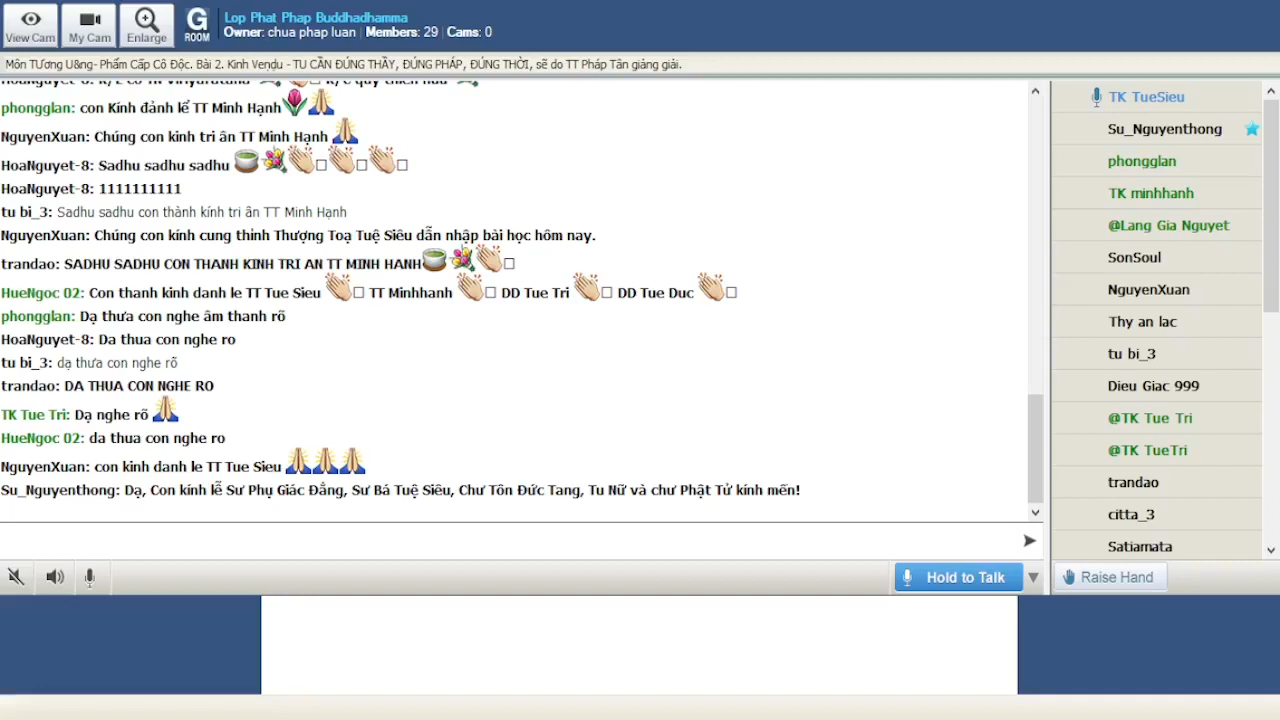 View Cam
My Cam
Enlarge
G
ROOM
Lop Phat Phap Buddhadhamma
Owner: chua phap luan | Members: 29 | Cams: 0
Môn TƯơng Ưng- Phẩm Cấp Cô Độc. Bài 2. Kinh Veṇdu - TU CẦN ĐÚNG THẦY, ĐÚNG PHÁP, ĐÚNG THỜI, sẽ do TT Pháp Tân giảng giải.
phongglan: con Kính đảnh lể TT Minh Hạnh
NguyenXuan: Chúng con kinh tri ân TT Minh Hạnh
HoaNguyet-8: Sadhu sadhu sadhu
HoaNguyet-8: 1111111111
tu bi_3: Sadhu sadhu con thành kính tri ân TT Minh Hạnh
NguyenXuan: Chúng con kính cung thinh Thượng Toạ Tuệ Siêu dẫn nhập bài học hôm nay.
trandao: SADHU SADHU CON THANH KINH TRI AN TT MINH HANH
HueNgoc 02: Con thanh kinh danh le TT Tue Sieu TT Minhhanh DD Tue Tri DD Tue Duc
phongglan: Dạ thưa con nghe âm thanh rõ
HoaNguyet-8: Da thua con nghe ro
tu bi_3: dạ thưa con nghe rõ
trandao: DA THUA CON NGHE RO
TK Tue Tri: Dạ nghe rõ
HueNgoc 02: da thua con nghe ro
NguyenXuan: con kinh danh le TT Tue Sieu
Su_Nguyenthong: Dạ, Con kính lễ Sư Phụ Giác Đẳng, Sư Bá Tuệ Siêu, Chư Tôn Đức Tang, Tu Nữ và chư Phật Tử kính mến!
Hold to Talk
TK TueSieu
Su_Nguyenthong
phongglan
TK minhhanh
@Lang Gia Nguyet
SonSoul
NguyenXuan
Thy an lac
tu bi_3
Dieu Giac 999
@TK Tue Tri
@TK TueTri
trandao
citta_3
Satiamata
Raise Hand